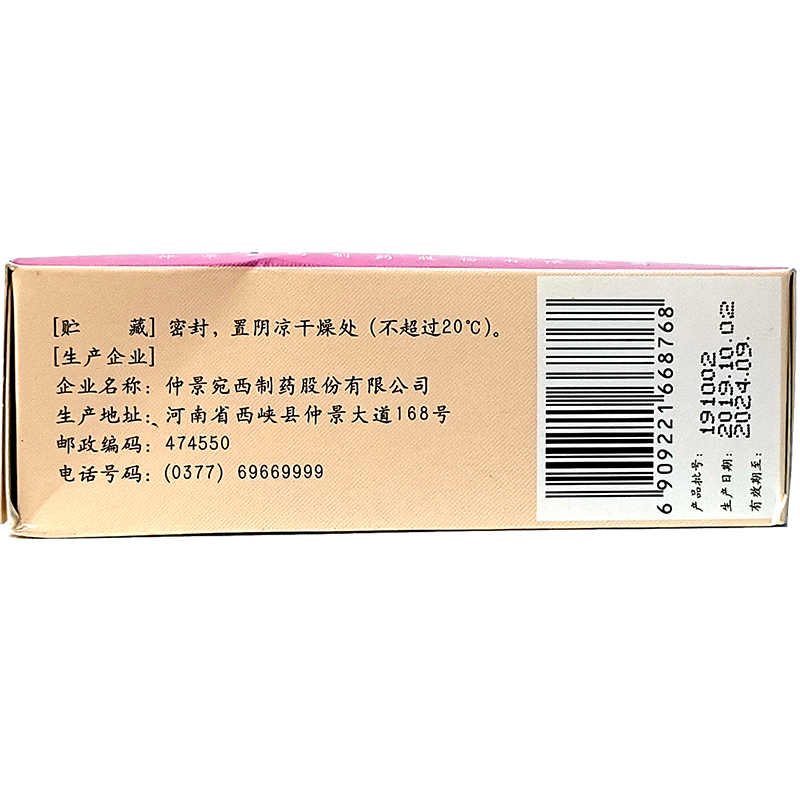 [贮 藏] 密封，置阴凉干燥处（不超过20℃）。
[生产企业]
企业名称：仲景宛西制药股份有限公司
生产地址：河南省西峡县仲景大道168号
邮政编码：474550
电话号码：(0377) 69669999
6 909221 668768
产品批号：191002
生产日期：2019.10.02
有效期至：2024.09.